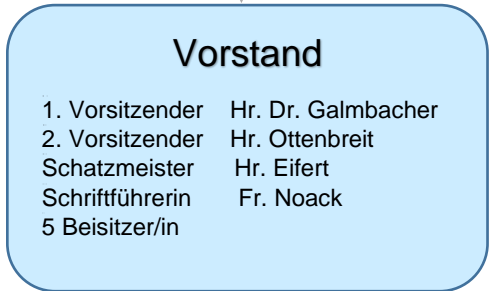 Vorstand
1. Vorsitzender Hr. Dr. Galmbacher
2. Vorsitzender Hr. Ottenbreit
Schatzmeister Hr. Eifert
Schriftführerin Fr. Noack
5 Beisitzer/in